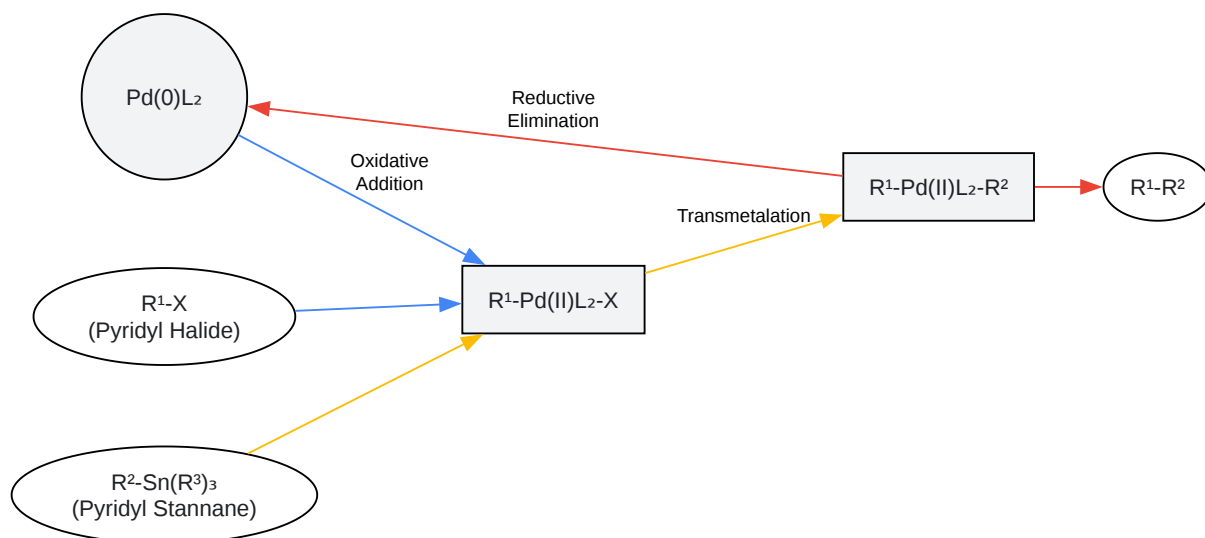 Pd(0)L₂
Reductive
Elimination
Oxidative
Addition
R¹-Pd(II)L₂-R²
R¹-R²
Transmetalation
R¹-X
(Pyridyl Halide)
R¹-Pd(II)L₂-X
R²-Sn(R³)₃
(Pyridyl Stannane)